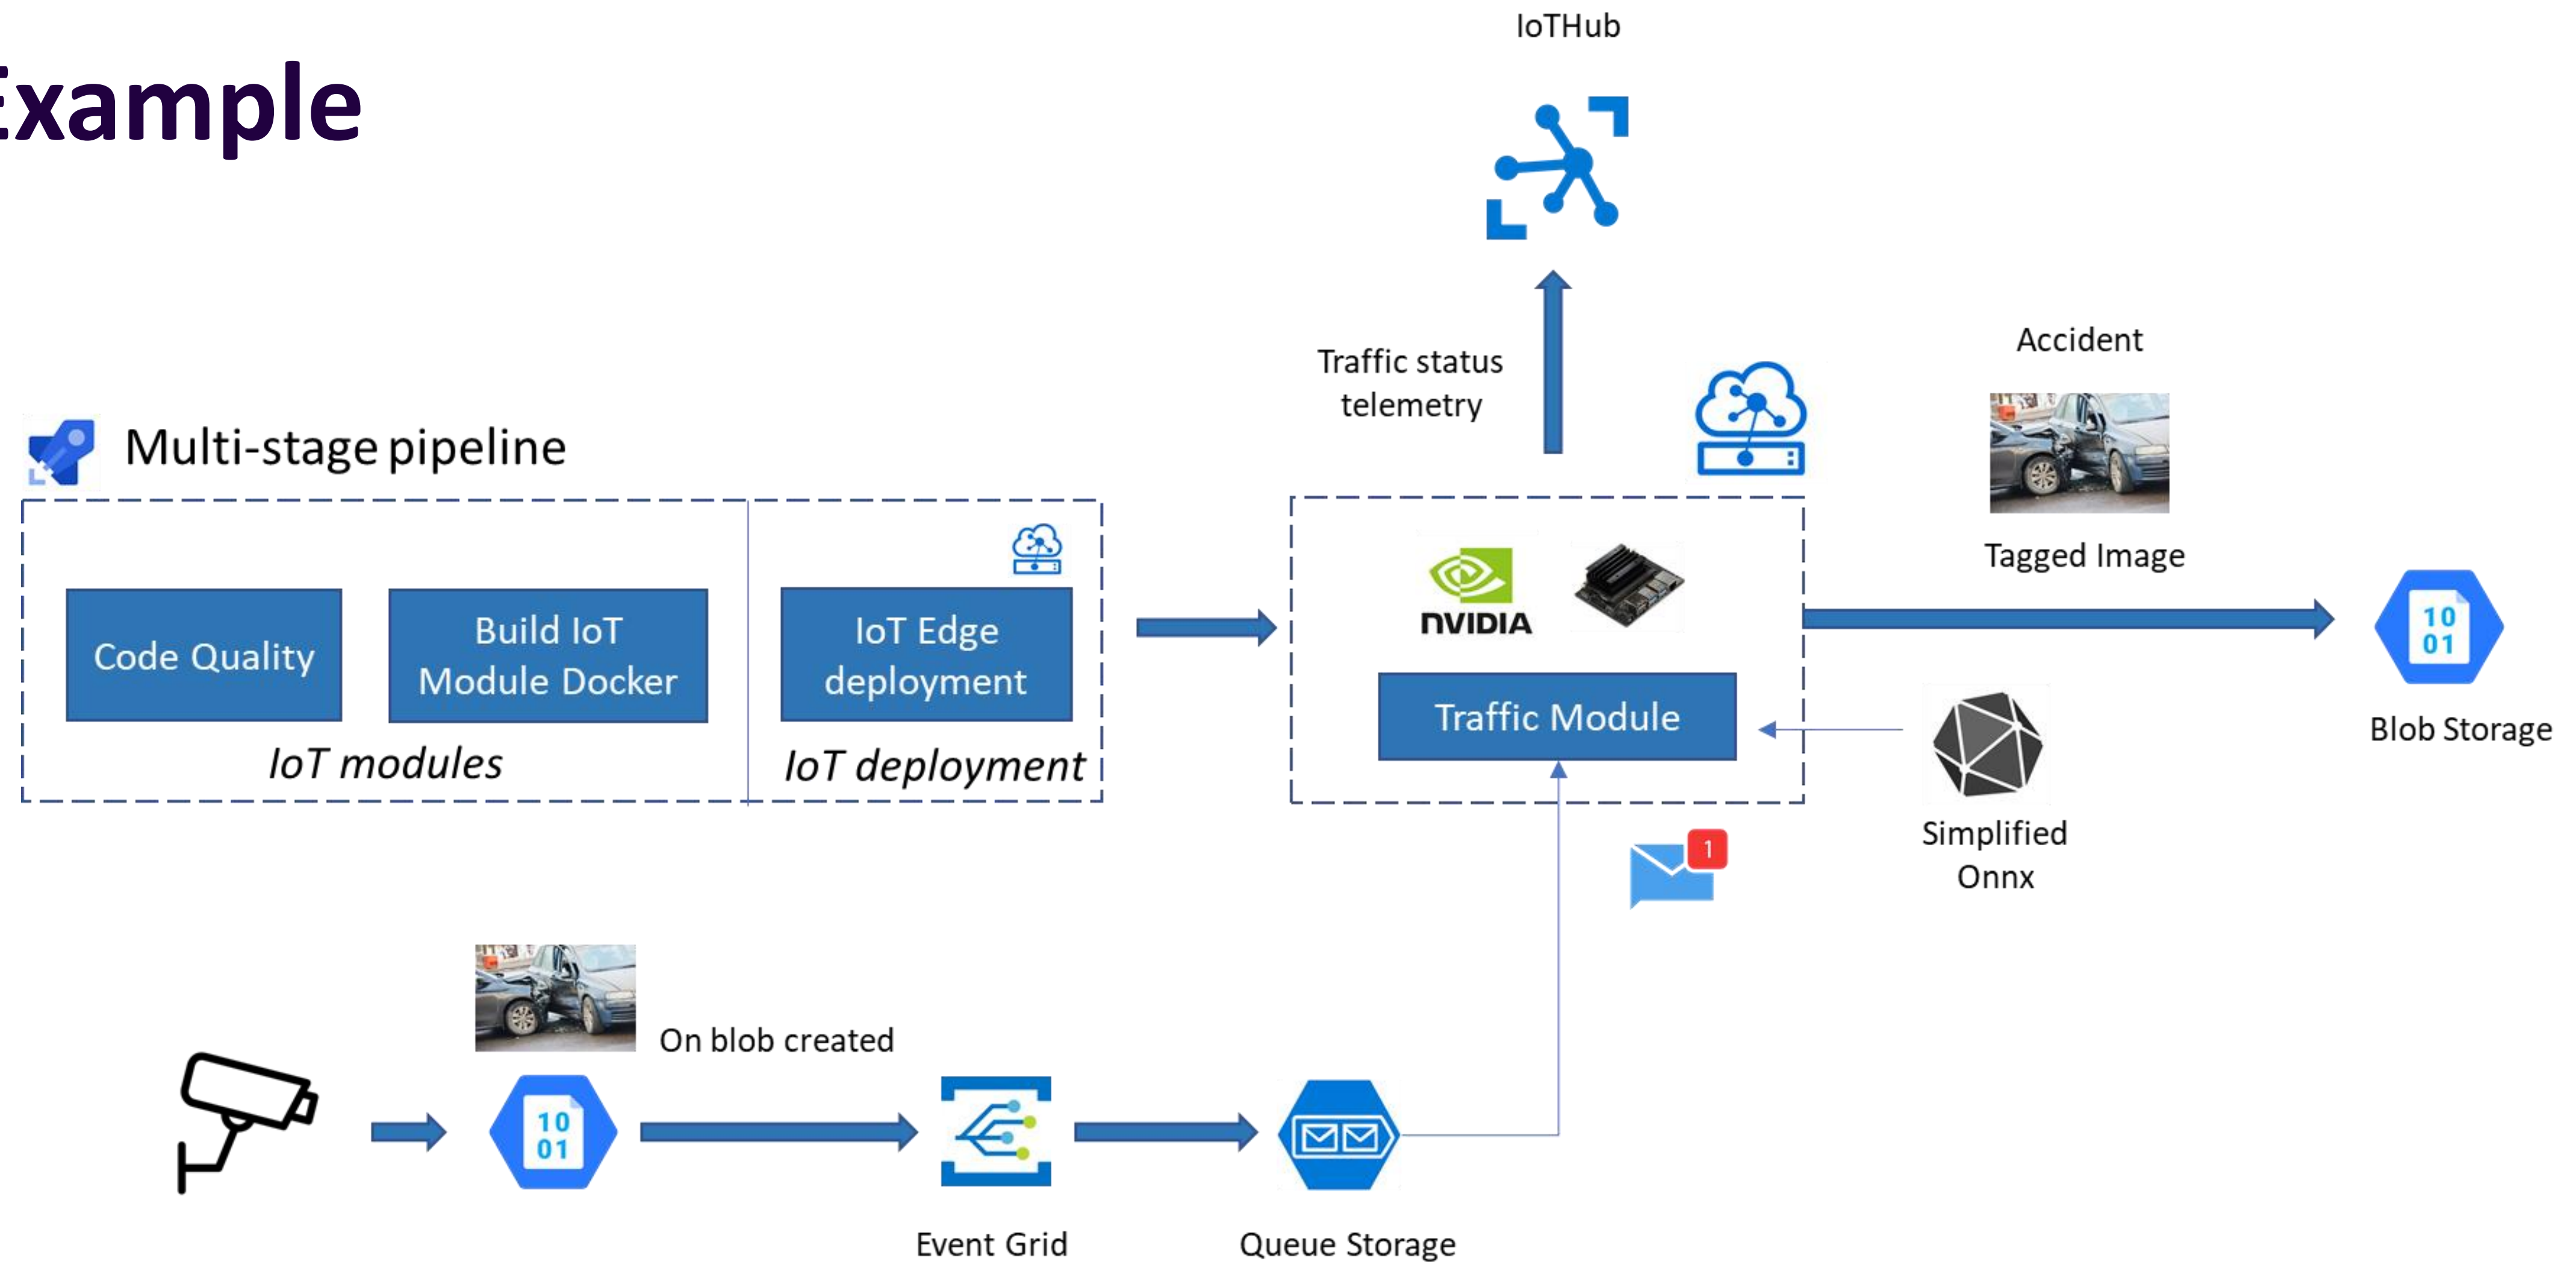 Example
IoTHub
Traffic status
telemetry
Accident
Tagged Image
Multi-stage pipeline
Code Quality
Build IoT
Module Docker
IoT Edge
deployment
IoT modules
IoT deployment
NVIDIA
Traffic Module
10
01
Blob Storage
Simplified
Onnx
1
On blob created
10
01
Event Grid
Queue Storage